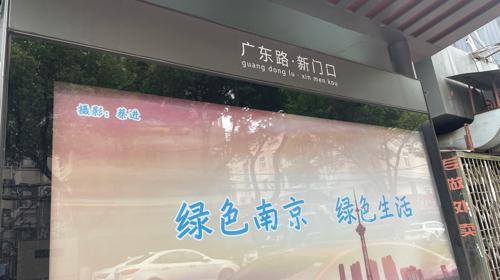 广东路·新门口
guang dong lu · xin men kou
摄影：蔡进
绿色南京 绿色生活